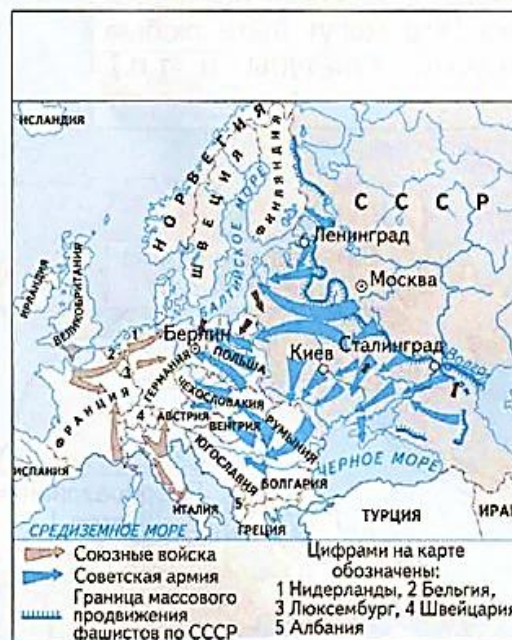 ИСЛАНДИЯ
НОРВЕГИЯ
ШВЕЦИЯ
ФИНЛЯНДИЯ
БАЛТИЙСКОЕ МОРЕ
СССР
Ленинград
Москва
ИРЛАНДИЯ
ВЕЛИКОБРИТАНИЯ
1
2
3
Берлин
ГЕРМАНИЯ
ПОЛЬША
Киев
Сталинград
Волга
ЧЕХОСЛОВАКИЯ
ФРАНЦИЯ
4
АВСТРИЯ
ВЕНГРИЯ
РУМЫНИЯ
ЮГОСЛАВИЯ
ЧЕРНОЕ МОРЕ
ИСПАНИЯ
ИТАЛИЯ
5
БОЛГАРИЯ
ГРЕЦИЯ
ТУРЦИЯ
ИРА
СРЕДИЗЕМНОЕ МОРЕ
Союзные войска
Советская армия
Граница массового
продвижения
фашистов по СССР
Цифрами на карте
обозначены:
1 Нидерланды, 2 Бельгия,
3 Люксембург, 4 Швейцария
5 Албания